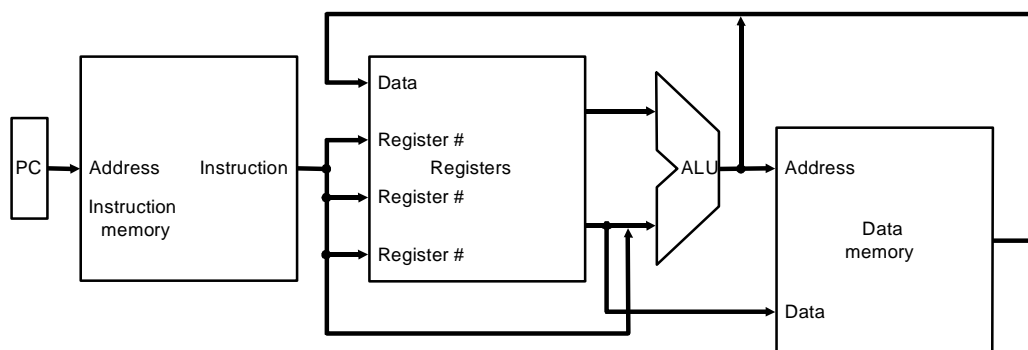 PC
Address
Instruction
Instruction
memory
Data
Register #
Registers
Register #
Register #
ALU
Address
Data
memory
Data